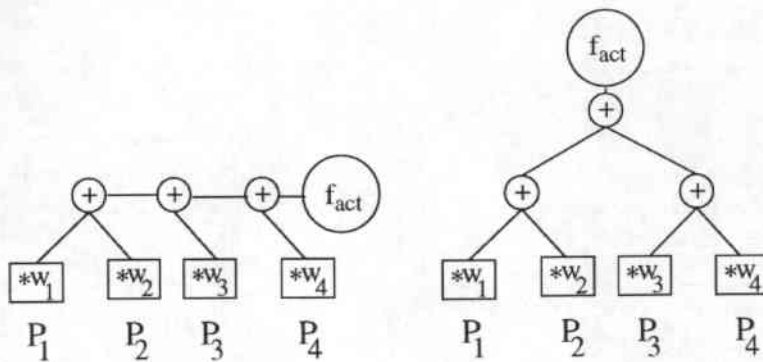 f_act
+
+ + + f_act + +
*w_1 *w_2 *w_3 *w_4 *w_1 *w_2 *w_3 *w_4
P_1 P_2 P_3 P_4 P_1 P_2 P_3 P_4